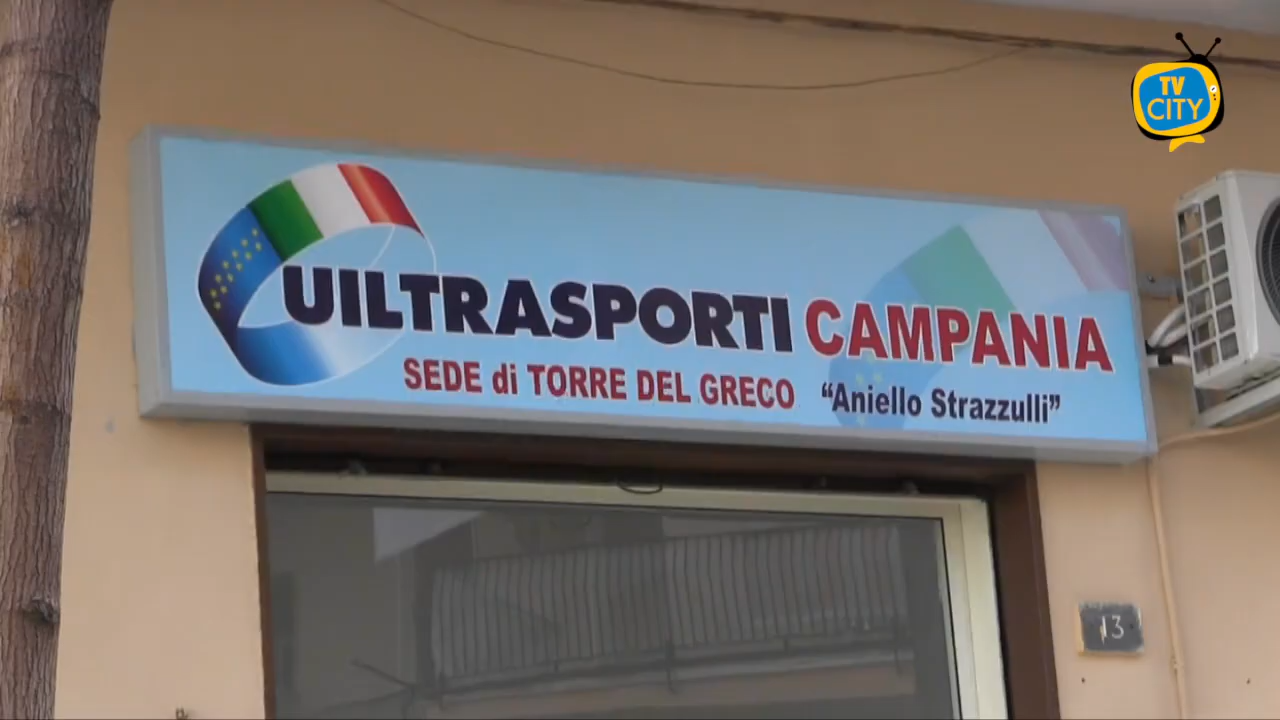 TV
CITY
UILTRASPORTI CAMPANIA
SEDE di TORRE DEL GRECO "Aniello Strazzulli"
13